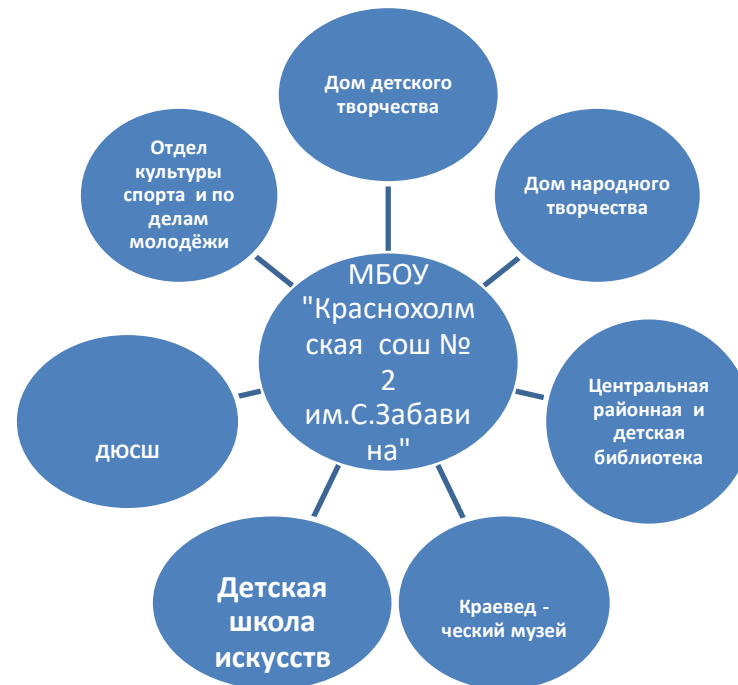 Дом детского
творчества
Отдел
культуры
спорта и по
делам
молодёжи
Дом народного
творчества
МБОУ
"Краснохолм
ская сош №
2
им.С.Забави
на"
Центральная
районная и
детская
библиотека
ДЮСШ
Детская
школа
искусств
Краевед -
ческий музей